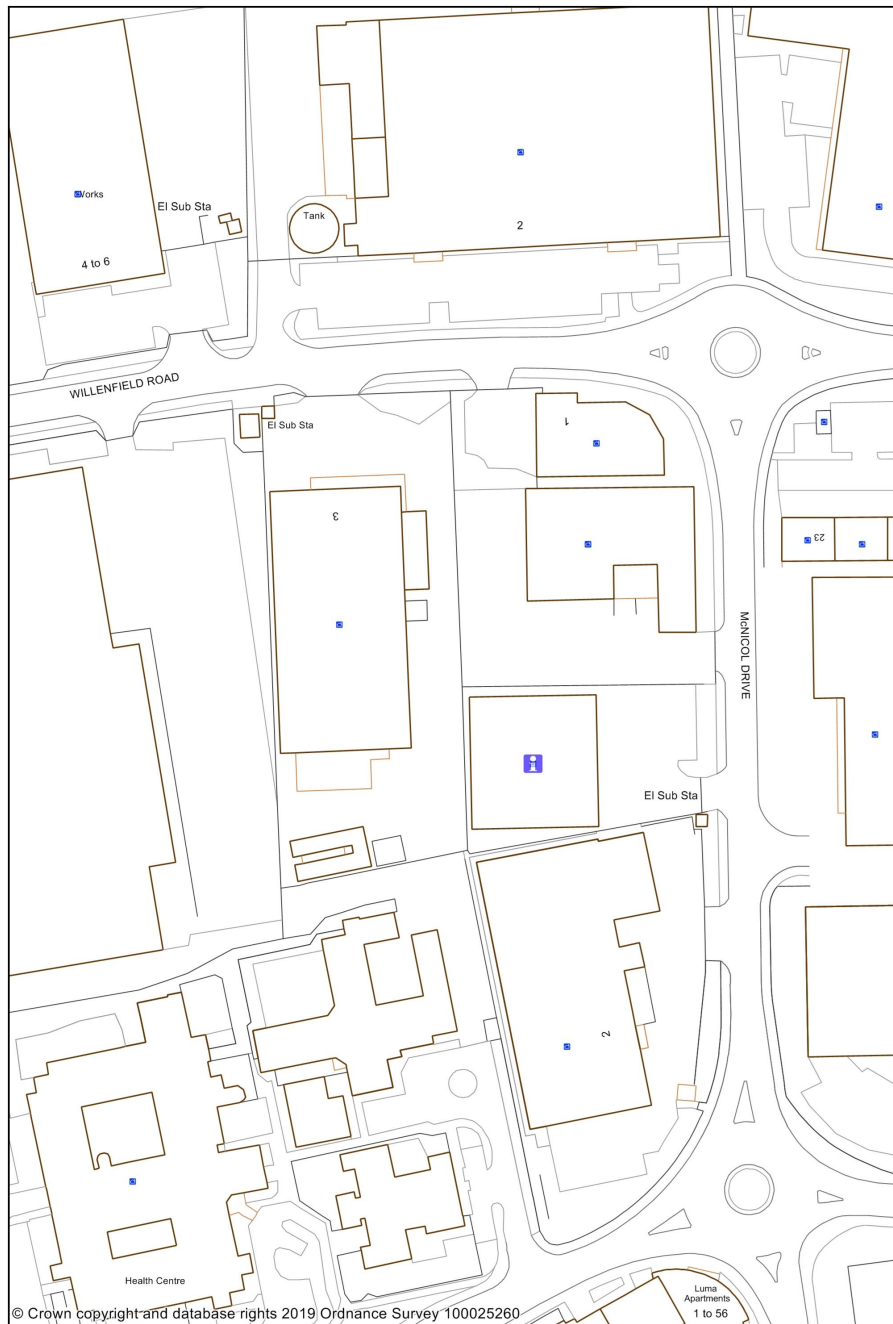 Works
El Sub Sta
Tank
2
4 to 6
WILLENFIELD ROAD
1
El Sub Sta
3
23
McNICOL DRIVE
El Sub Sta
2
Health Centre
Luma
Apartments
1 to 56
© Crown copyright and database rights 2019 Ordnance Survey 100025260